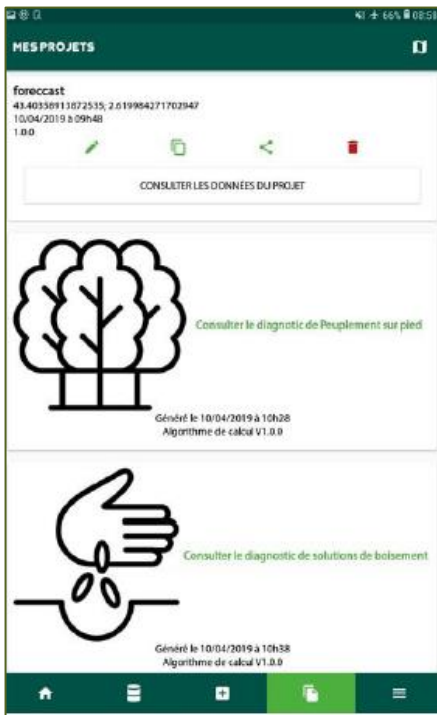 66% 08:58
MES PROJETS
foreccast
43.40358913872535; 2.619984271702947
10/04/2019 à 09h48
1.0.0
CONSULTER LES DONNÉES DU PROJET
Consulter le diagnotic de Peuplement sur pied
Généré le 10/04/2019 à 10h28
Algorithme de calcul V1.0.0
Consulter le diagnostic de solutions de boisement
Généré le 10/04/2019 à 10h38
Algorithme de calcul V1.0.0